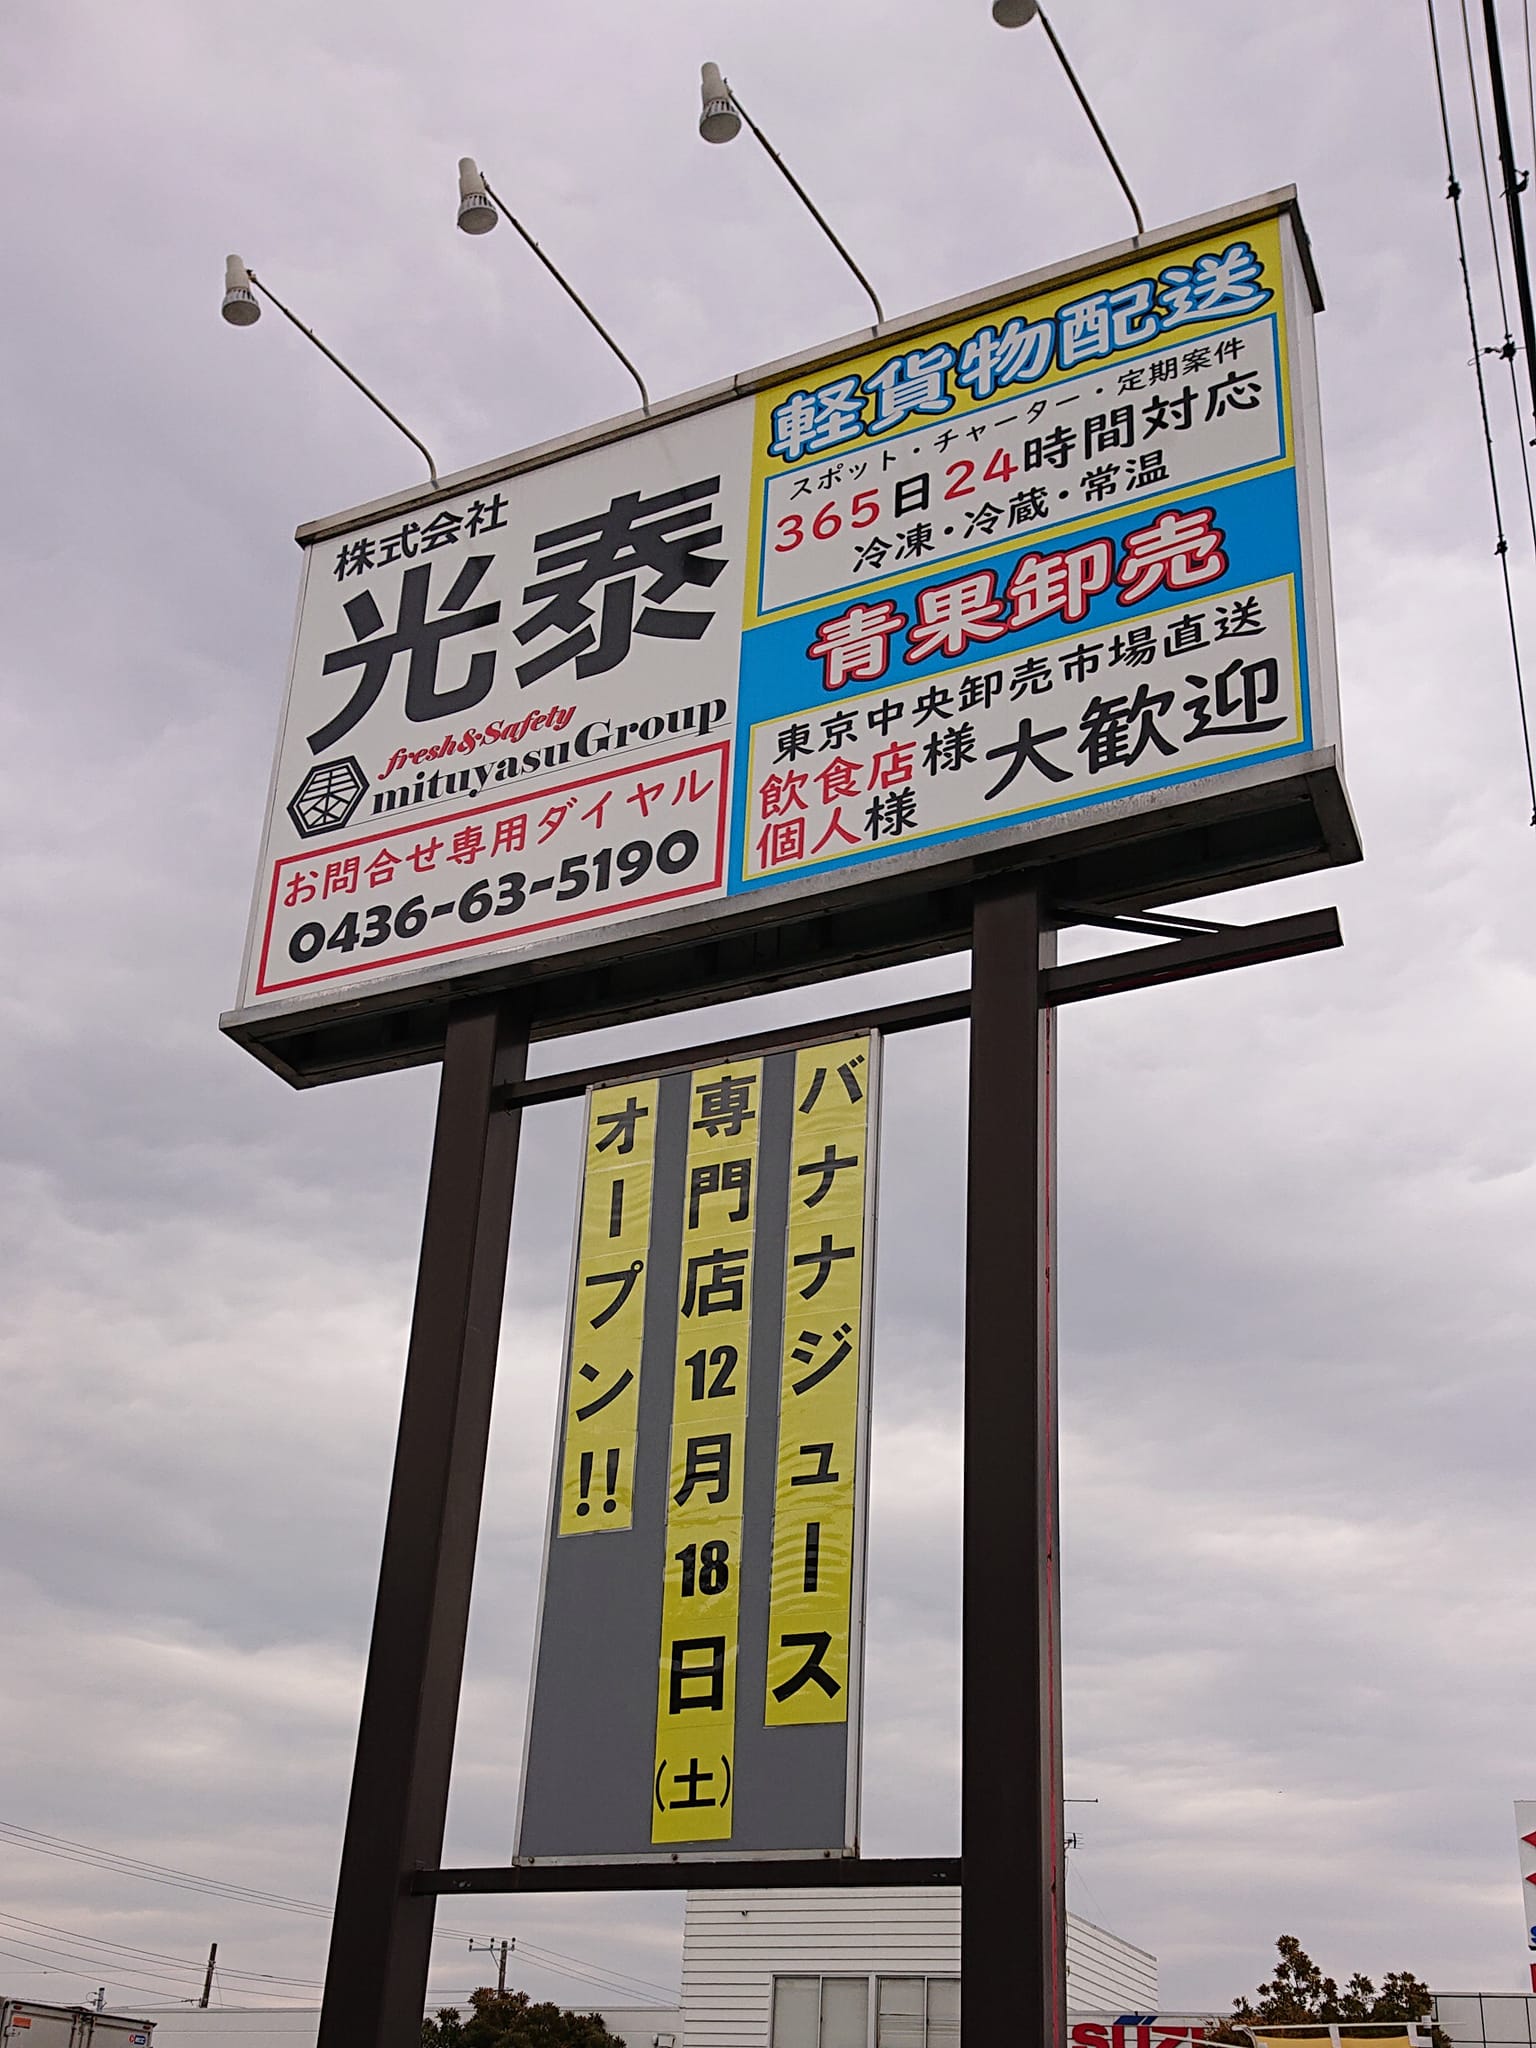 株式会社
光泰
fresh&Safety
mituyasuGroup
お問合せ専用ダイヤル
0436-63-5190
軽貨物配送
スポット・チャーター・定期案件
365日24時間対応
冷凍・冷蔵・常温
青果卸売
東京中央卸売市場直送
飲食店様
個人様
大歓迎
バナナジュース
専門店12月18日(土)
オープン!!